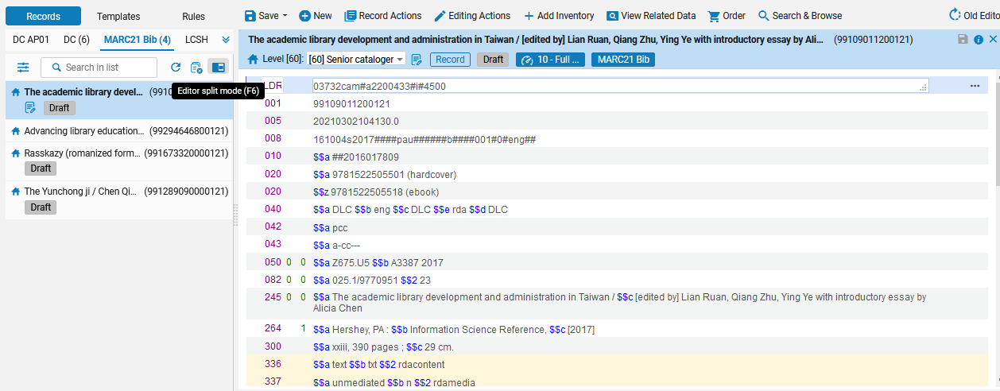 Records Templates Rules Save New Record Actions Editing Actions Add Inventory View Related Data Order Search & Browse Old Edito
DC AP01 DC (6) MARC21 Bib (4) LCSH
The academic library development and administration in Taiwan / [edited by] Lian Ruan, Qiang Zhu, Ying Ye with introductory essay by Ali... (99109011200121)
Level [60]: [60] Senior cataloger Record Draft 10 - Full ... MARC21 Bib
Search in list
Editor split mode (F6)
The academic library devel... (9910
Draft
Advancing library education... (99294646800121)
Rasskazy (romanized form... (991673320000121)
Draft
The Yunchong ji / Chen Qi... (991289090000121)
Draft
LDR 03732cam#a2200433#i#4500
001 99109011200121
005 20210302104130.0
008 161004s2017####pau######b####001#0#eng##
010 $$a ##2016017809
020 $$a 9781522505501 (hardcover)
020 $$z 9781522505518 (ebook)
040 $$a DLC $$b eng $$c DLC $$e rda $$d DLC
042 $$a pcc
043 $$a a-cc---
050 0 0 $$a Z675.U5 $$b A3387 2017
082 0 0 $$a 025.1/9770951 $$2 23
245 0 0 $$a The academic library development and administration in Taiwan / $$c [edited by] Lian Ruan, Qiang Zhu, Ying Ye with introductory essay by
Alicia Chen
264 1 $$a Hershey, PA : $$b Information Science Reference, $$c [2017]
300 $$a xxiii, 390 pages ; $$c 29 cm.
336 $$a text $$b txt $$2 rdacontent
337 $$a unmediated $$b n $$2 rdamedia